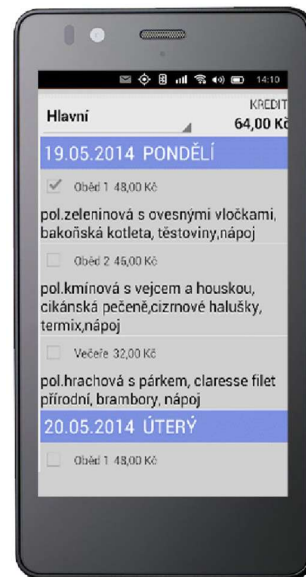 14:10
Hlavní
KREDIT
64,00 Kč
19.05.2014 PONDĚLÍ
Oběd 1 48,00 Kč
pol.zeleninová s ovesnými vločkami,
bakoňská kotleta, těstoviny,nápoj
Oběd 2 46,00 Kč
pol.kmínová s vejcem a houskou,
cikánská pečeně,cizrnové halušky,
termix,nápoj
Večeře 32,00 Kč
pol.hrachová s párkem, claresse filet
přírodní, brambory, nápoj
20.05.2014 ÚTERÝ
Oběd 1 48,00 Kč